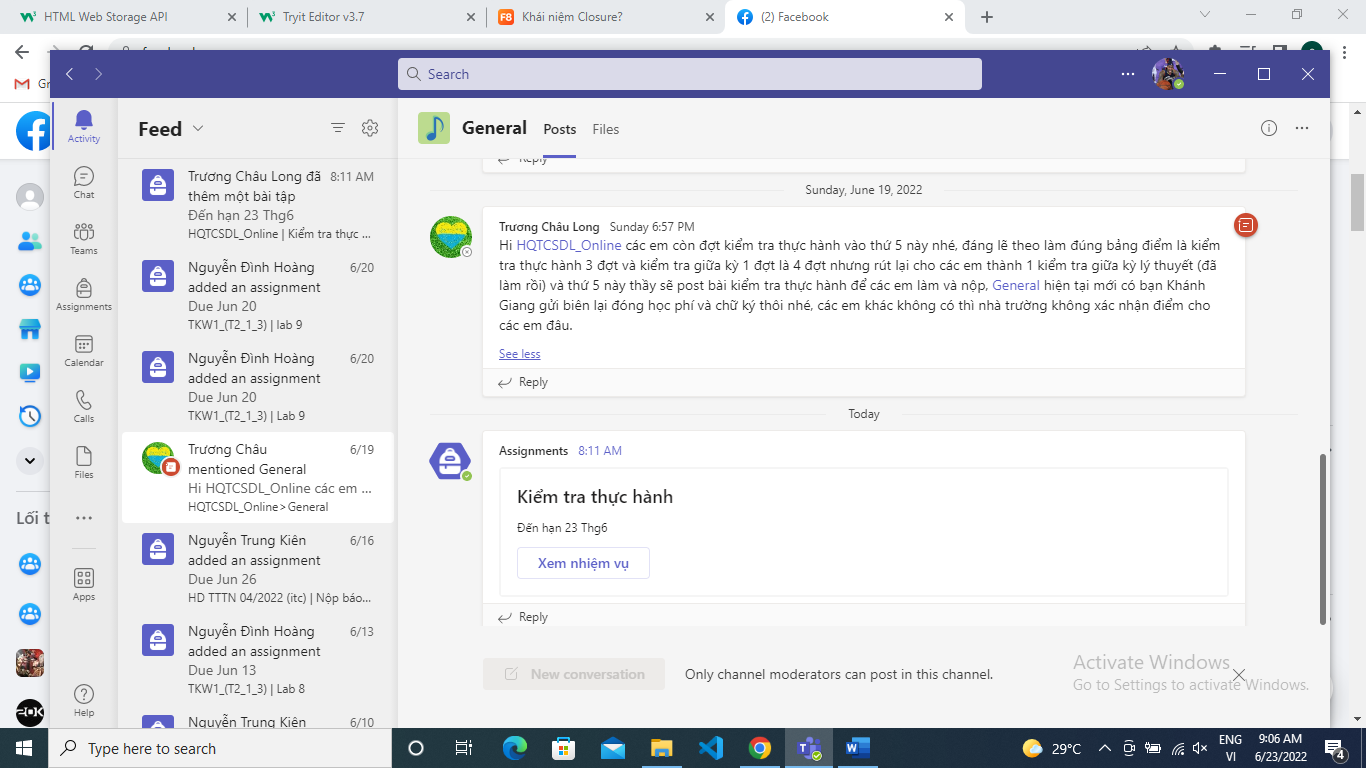 HTML Web Storage API
Tryit Editor v3.7
F8
Khái niệm Closure?
(2) Facebook
Search
Activity
Chat
Teams
Assignments
Calendar
Calls
Files
Apps
Help
Feed
Trương Châu Long đã 8:11 AM
thêm một bài tập
Đến hạn 23 Thg6
HQTCSDL_Online | Kiểm tra thực ...
Nguyễn Đình Hoàng 6/20
added an assignment
Due Jun 20
TKW1_(T2_1_3) | lab 9
Nguyễn Đình Hoàng 6/20
added an assignment
Due Jun 20
TKW1_(T2_1_3) | Lab 9
Trương Châu 6/19
mentioned General
Hi HQTCSDL_Online các em ...
HQTCSDL_Online>General
Nguyễn Trung Kiên 6/16
added an assignment
Due Jun 26
HD TTTN 04/2022 (itc) | Nộp báo...
Nguyễn Đình Hoàng 6/13
added an assignment
Due Jun 13
TKW1_(T2_1_3) | Lab 8
Nguyễn Trung Kiên 6/10
General
Posts
Files
Reply
Sunday, June 19, 2022
Trương Châu Long Sunday 6:57 PM
Hi HQTCSDL_Online các em còn đợt kiểm tra thực hành vào thứ 5 này nhé, đáng lẽ theo làm đúng bảng điểm là kiểm
tra thực hành 3 đợt và kiểm tra giữa kỳ 1 đợt là 4 đợt nhưng rút lại cho các em thành 1 kiểm tra giữa kỳ lý thuyết (đã
làm rồi) và thứ 5 này thầy sẽ post bài kiểm tra thực hành để các em làm và nộp, General hiện tại mới có bạn Khánh
Giang gửi biên lại đóng học phí và chữ ký thôi nhé, các em khác không có thì nhà trường không xác nhận điểm cho
các em đâu.
See less
Reply
Today
Assignments 8:11 AM
Kiểm tra thực hành
Đến hạn 23 Thg6
Xem nhiệm vụ
Reply
New conversation
Only channel moderators can post in this channel.
Activate Windows
Go to Settings to activate Windows.
Lối t
Type here to search
29°C
ENG
VI
9:06 AM
6/23/2022
4